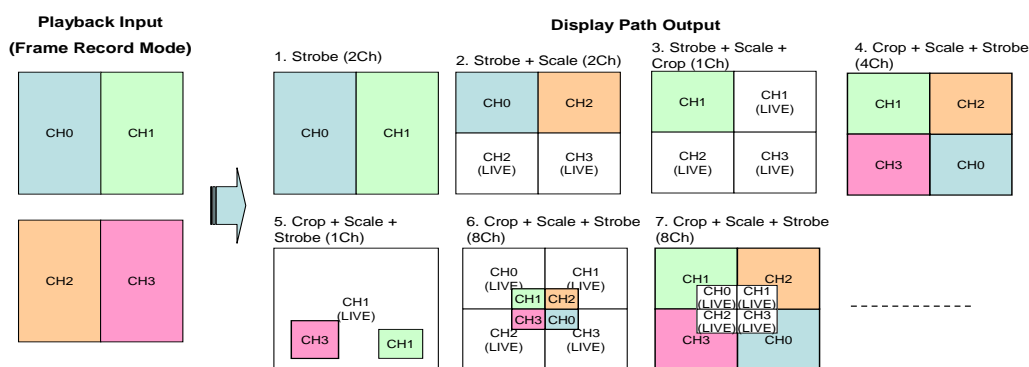 Playback Input
(Frame Record Mode)
CH0 CH1
CH2 CH3
Display Path Output
1. Strobe (2Ch)
CH0 CH1
2. Strobe + Scale (2Ch)
CH0 CH2
CH2
(LIVE)
CH3
(LIVE)
3. Strobe + Scale +
Crop (1Ch)
CH1
CH1
(LIVE)
CH2
(LIVE)
CH3
(LIVE)
4. Crop + Scale + Strobe
(4Ch)
CH1 CH2
CH3 CH0
5. Crop + Scale +
Strobe (1Ch)
CH1
(LIVE)
CH3 CH1
6. Crop + Scale + Strobe
(8Ch)
CH0
(LIVE)
CH1
(LIVE)
CH1 CH2
CH3 CH0
CH2
(LIVE)
CH3
(LIVE)
7. Crop + Scale + Strobe
(8Ch)
CH1 CH2
CH0
(LIVE)
CH1
(LIVE)
CH2
(LIVE)
CH3
(LIVE)
CH3 CH0